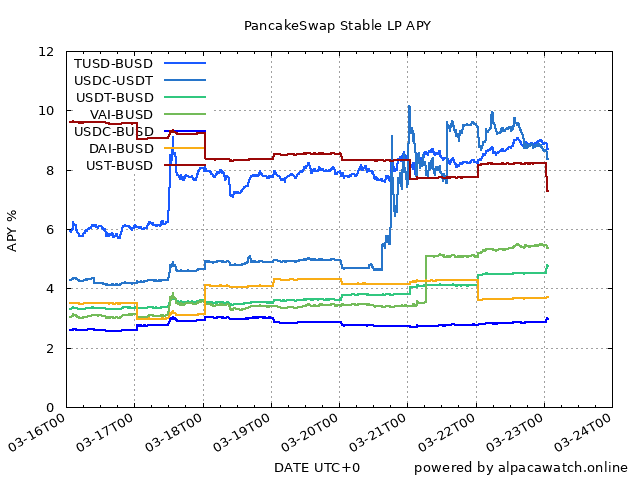 PancakeSwap Stable LP APY
APY %
12
10
8
6
4
2
0
TUSD-BUSD
USDC-USDT
USDT-BUSD
VAI-BUSD
USDC-BUSD
DAI-BUSD
UST-BUSD
03-16T00
03-17T00
03-18T00
03-19T00
03-20T00
03-21T00
03-22T00
03-23T00
03-24T00
DATE UTC+0
powered by alpacawatch.online